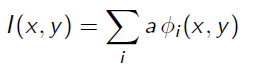 I(x, y) = ∑ᵢ a ϕᵢ(x, y)